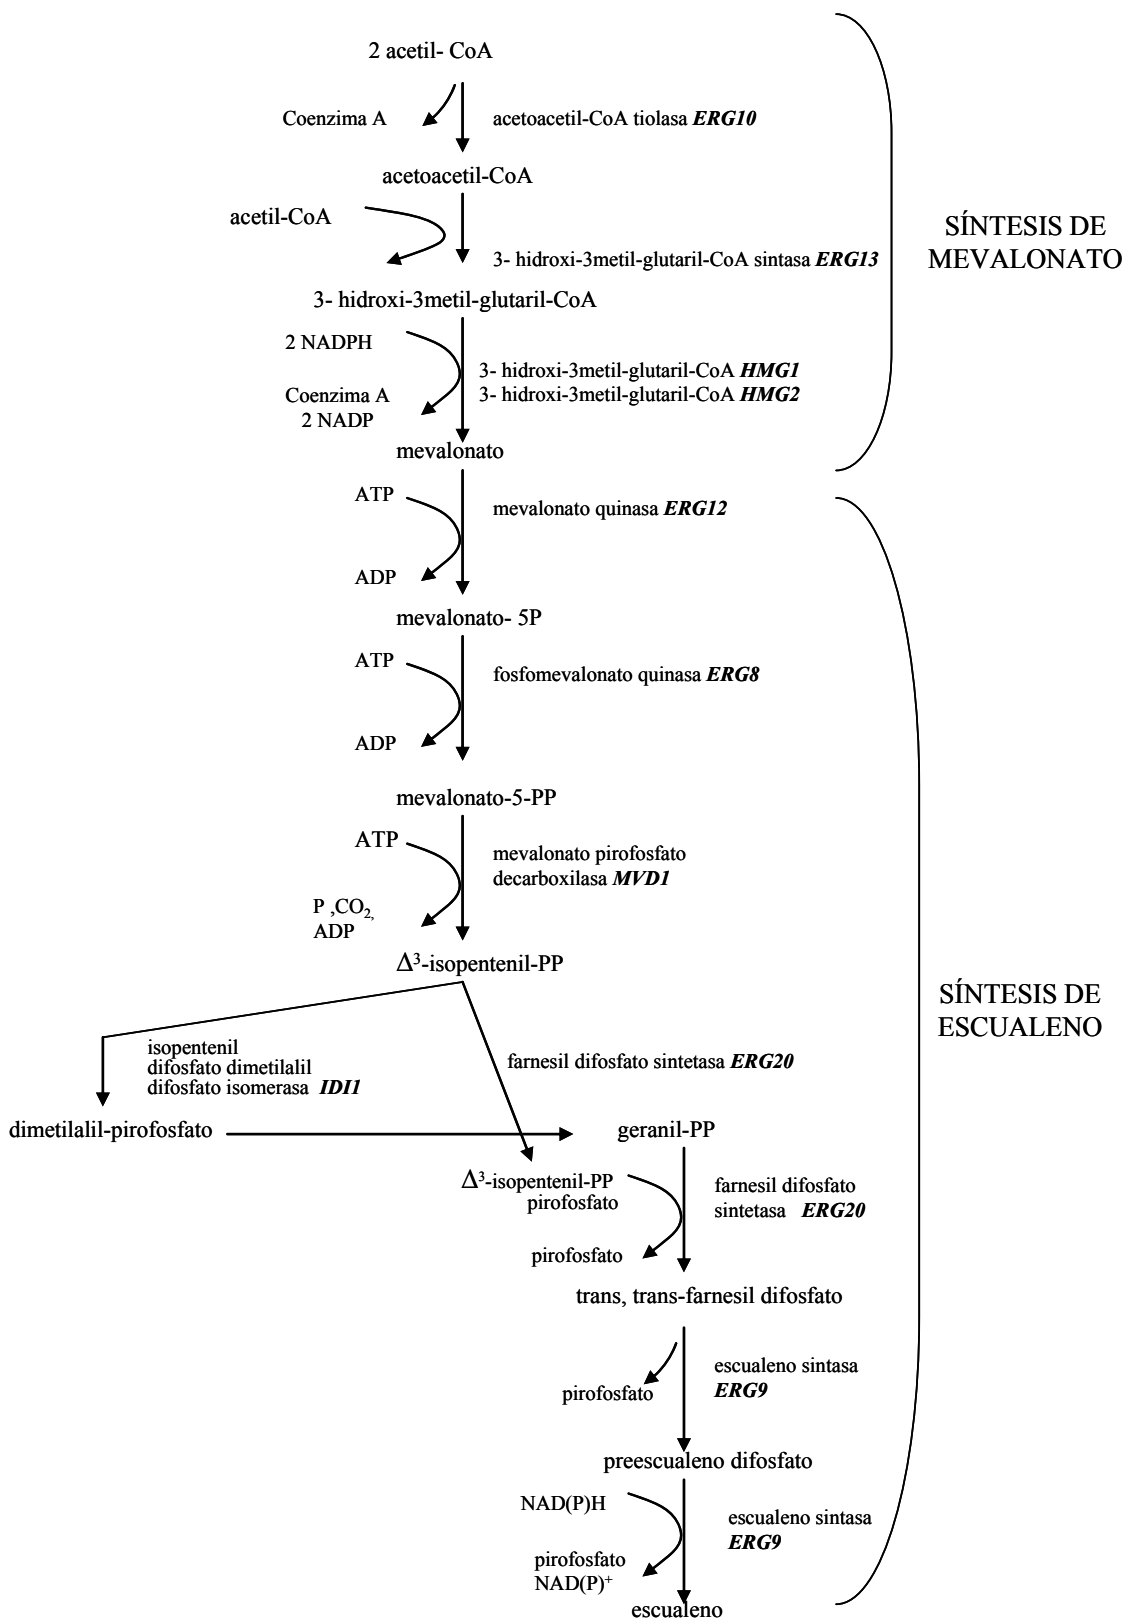 2 acetil- CoA
Coenzima A
acetoacetil-CoA tiolasa ERG10
acetoacetil-CoA
acetil-CoA
3- hidroxi-3metil-glutaril-CoA sintasa ERG13
SÍNTESIS DE
MEVALONATO
3- hidroxi-3metil-glutaril-CoA
2 NADPH
3- hidroxi-3metil-glutaril-CoA HMG1
3- hidroxi-3metil-glutaril-CoA HMG2
Coenzima A
2 NADP
mevalonato
ATP
mevalonato quinasa ERG12
ADP
mevalonato- 5P
ATP
fosfomevalonato quinasa ERG8
ADP
mevalonato-5-PP
ATP
mevalonato pirofosfato
decarboxilasa MVD1
P ,CO₂,
ADP
Δ³-isopentenil-PP
SÍNTESIS DE
ESCUALENO
isopentenil
difosfato dimetilalil
difosfato isomerasa IDI1
farnesil difosfato sintetasa ERG20
dimetilalil-pirofosfato
geranil-PP
Δ³-isopentenil-PP
pirofosfato
farnesil difosfato
sintetasa ERG20
pirofosfato
trans, trans-farnesil difosfato
escualeno sintasa
ERG9
pirofosfato
preescualeno difosfato
NAD(P)H
escualeno sintasa
ERG9
pirofosfato
NAD(P)⁺
escualeno